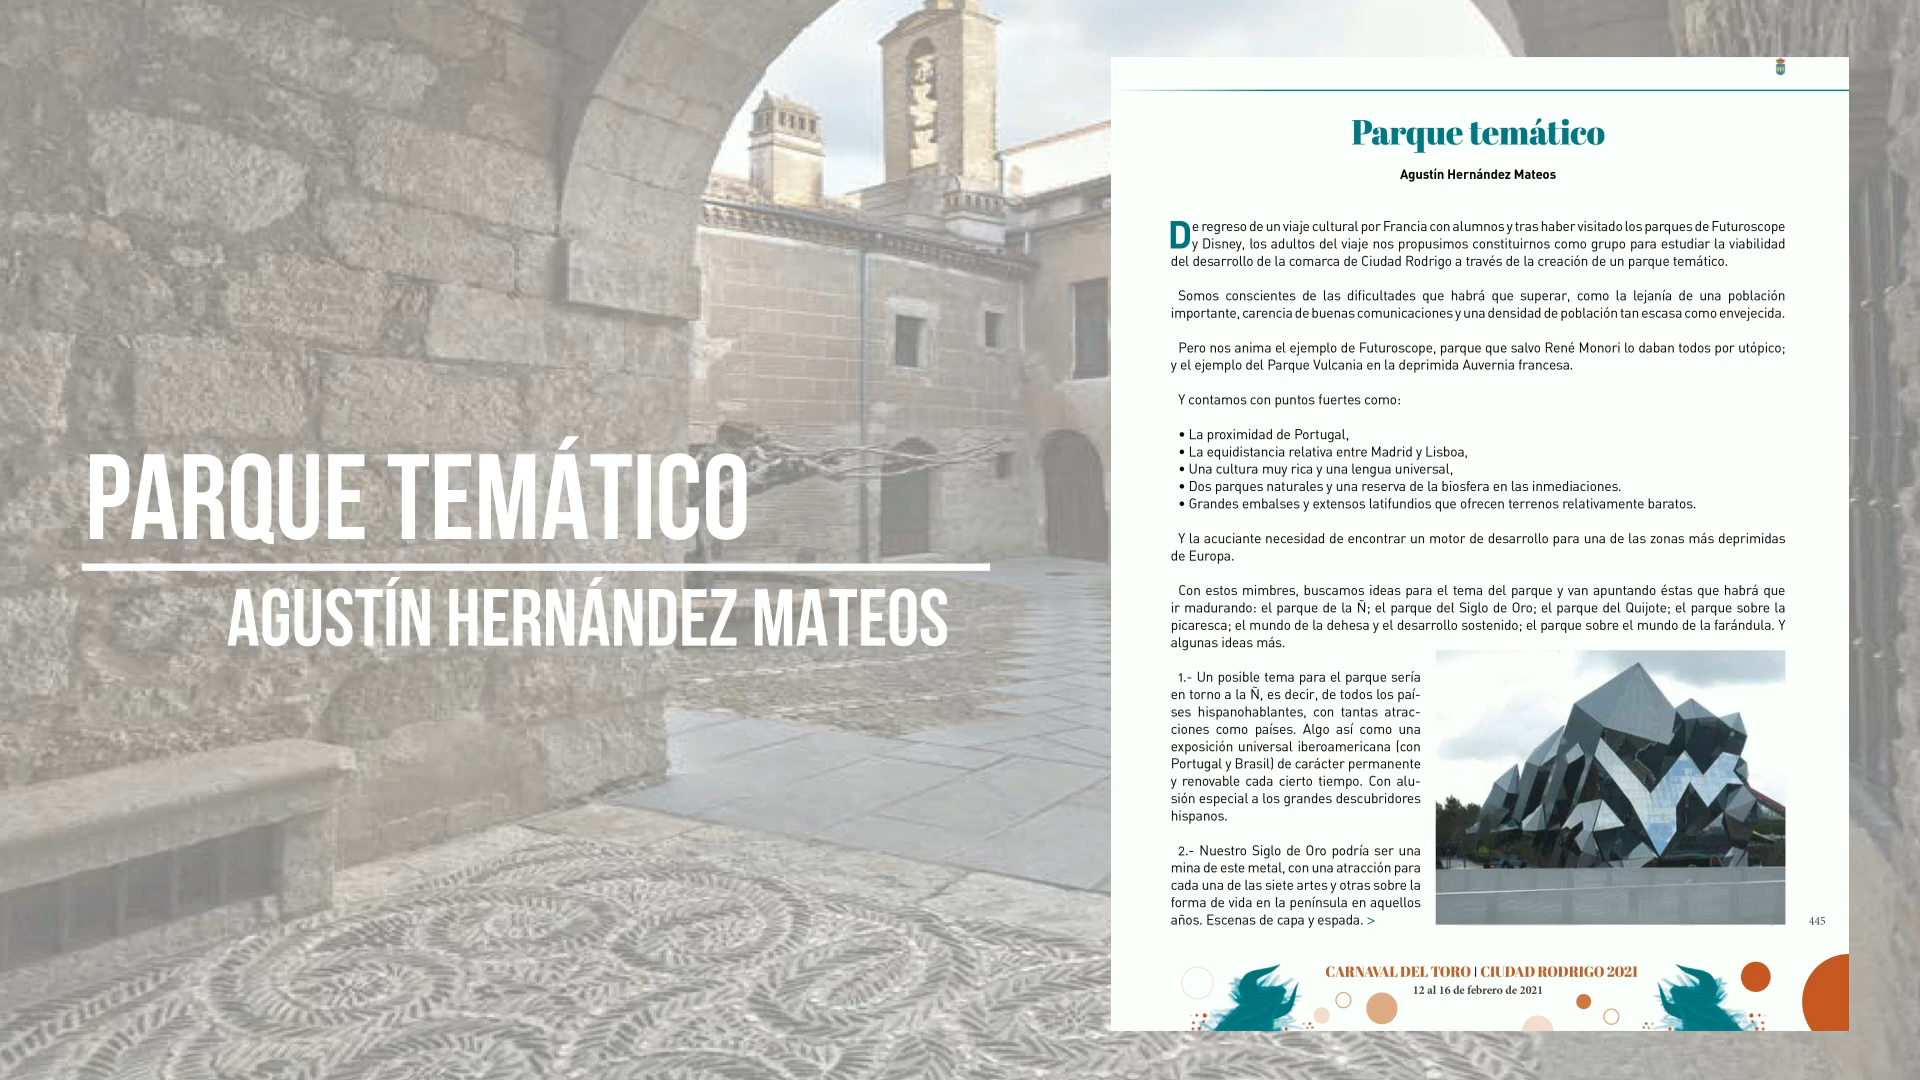 PARQUE TEMÁTICO
AGUSTÍN HERNÁNDEZ MATEOS
Parque temático
Agustín Hernández Mateos
De regreso de un viaje cultural por Francia con alumnos y tras haber visitado los parques de Futuroscope
y Disney, los adultos del viaje nos propusimos constituirnos como grupo para estudiar la viabilidad
del desarrollo de la comarca de Ciudad Rodrigo a través de la creación de un parque temático.
Somos conscientes de las dificultades que habrá que superar, como la lejanía de una población
importante, carencia de buenas comunicaciones y una densidad de población tan escasa como envejecida.
Pero nos anima el ejemplo de Futuroscope, parque que salvo René Monori lo daban todos por utópico;
y el ejemplo del Parque Vulcania en la deprimida Auvernia francesa.
Y contamos con puntos fuertes como:
• La proximidad de Portugal,
• La equidistancia relativa entre Madrid y Lisboa,
• Una cultura muy rica y una lengua universal,
• Dos parques naturales y una reserva de la biosfera en las inmediaciones.
• Grandes embalses y extensos latifundios que ofrecen terrenos relativamente baratos.
Y la acuciante necesidad de encontrar un motor de desarrollo para una de las zonas más deprimidas
de Europa.
Con estos mimbres, buscamos ideas para el tema del parque y van apuntando éstas que habrá que
ir madurando: el parque de la Ñ; el parque del Siglo de Oro; el parque del Quijote; el parque sobre la
picaresca; el mundo de la dehesa y el desarrollo sostenido; el parque sobre el mundo de la farándula. Y
algunas ideas más.
1.- Un posible tema para el parque sería
en torno a la Ñ, es decir, de todos los paí-
ses hispanohablantes, con tantas atrac-
ciones como países. Algo así como una
exposición universal iberoamericana (con
Portugal y Brasil) de carácter permanente
y renovable cada cierto tiempo. Con alu-
sión especial a los grandes descubridores
hispanos.
2.- Nuestro Siglo de Oro podría ser una
mina de este metal, con una atracción para
cada una de las siete artes y otras sobre la
forma de vida en la península en aquellos
años. Escenas de capa y espada. >
445
CARNAVAL DEL TORO | CIUDAD RODRIGO 2021
12 al 16 de febrero de 2021